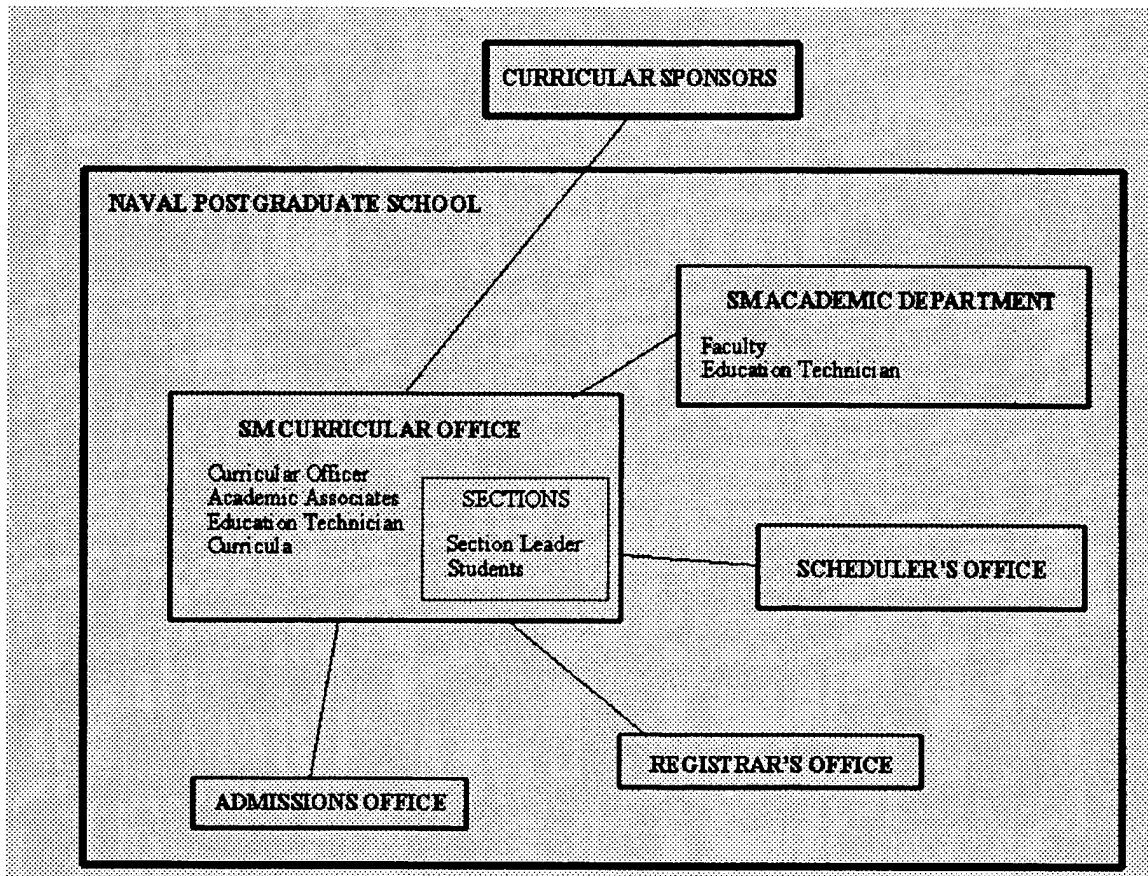 CURRICULAR SPONSORS
NAVAL POSTGRADUATE SCHOOL
SM ACADEMIC DEPARTMENT
Faculty
Education Technician
SM CURRICULAR OFFICE
Curricular Officer
Academic Associates
Education Technician
Curricula
SECTIONS
Section Leader
Students
SCHEDULER'S OFFICE
REGISTRAR'S OFFICE
ADMISSIONS OFFICE